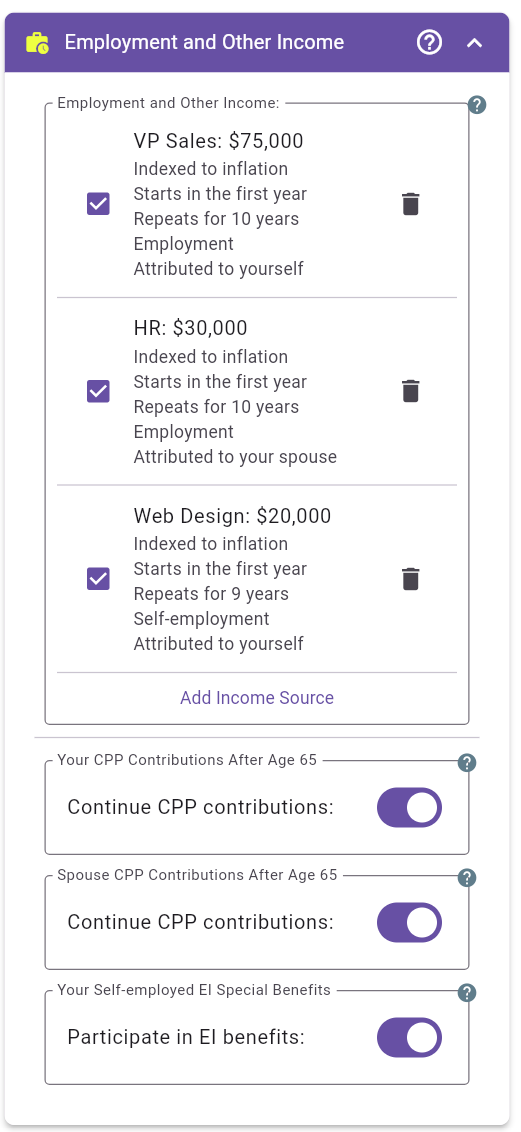 Employment and Other Income
Employment and Other Income:
VP Sales: $75,000
Indexed to inflation
Starts in the first year
Repeats for 10 years
Employment
Attributed to yourself
HR: $30,000
Indexed to inflation
Starts in the first year
Repeats for 10 years
Employment
Attributed to your spouse
Web Design: $20,000
Indexed to inflation
Starts in the first year
Repeats for 9 years
Self-employment
Attributed to yourself
Add Income Source
Your CPP Contributions After Age 65
Continue CPP contributions:
Spouse CPP Contributions After Age 65
Continue CPP contributions:
Your Self-employed EI Special Benefits
Participate in EI benefits: